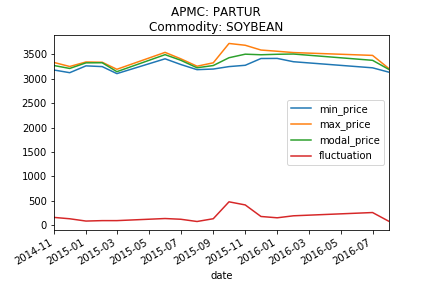 APMC: PARTUR
Commodity: SOYBEAN
3500
3000
2500
2000
1500
1000
500
0
min_price
max_price
modal_price
fluctuation
2014-11
2015-01
2015-03
2015-05
2015-07
2015-09
2015-11
2016-01
2016-03
2016-05
2016-07
date